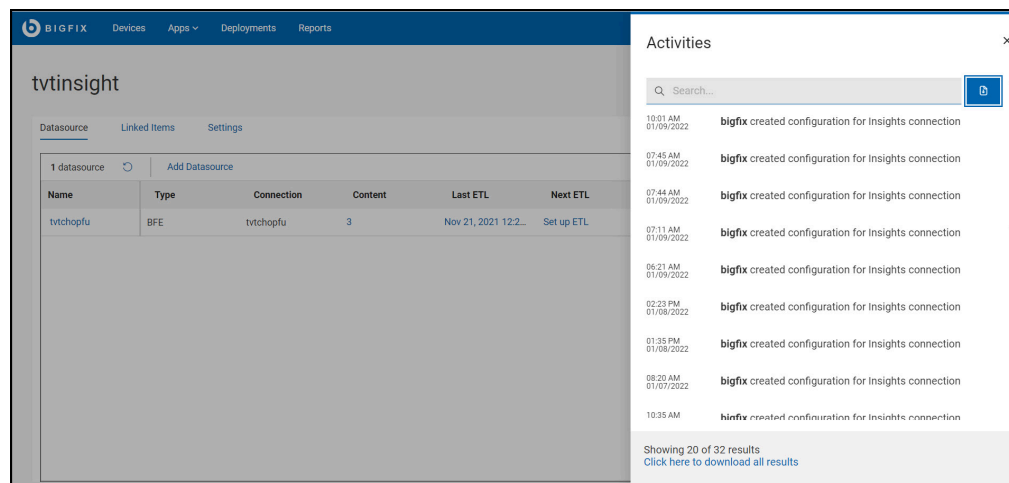 BIGFIX Devices Apps Deployments Reports
tvtinsight
Datasource Linked Items Settings
1 datasource Add Datasource
Name Type Connection Content Last ETL Next ETL
tvtchopfu BFE tvtchopfu 3 Nov 21, 2021 12:2... Set up ETL
Activities
Search...
10:01 AM
01/09/2022
bigfix created configuration for Insights connection
07:45 AM
01/09/2022
bigfix created configuration for Insights connection
07:44 AM
01/09/2022
bigfix created configuration for Insights connection
07:11 AM
01/09/2022
bigfix created configuration for Insights connection
06:21 AM
01/09/2022
bigfix created configuration for Insights connection
02:23 PM
01/08/2022
bigfix created configuration for Insights connection
01:35 PM
01/08/2022
bigfix created configuration for Insights connection
08:20 AM
01/07/2022
bigfix created configuration for Insights connection
10:35 AM
bigfix created configuration for Insights connection
Showing 20 of 32 results
Click here to download all results